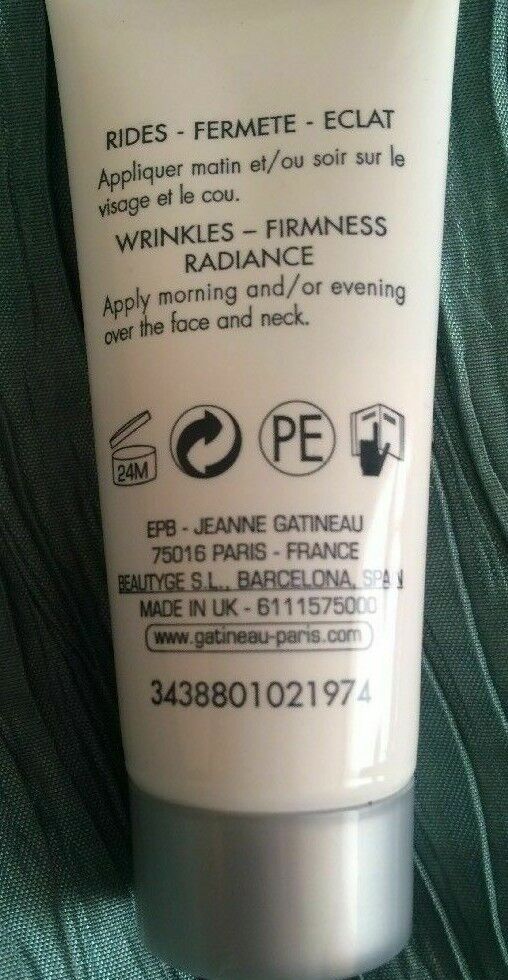 RIDES - FERMETE - ECLAT
Appliquer matin et/ou soir sur le
visage et le cou.
WRINKLES – FIRMNESS
RADIANCE
Apply morning and/or evening
over the face and neck.
24M
PE
EPB - JEANNE GATINEAU
75016 PARIS - FRANCE
BEAUTYGE S.L., BARCELONA, SPAIN
MADE IN UK - 6111575000
www.gatineau-paris.com
3438801021974